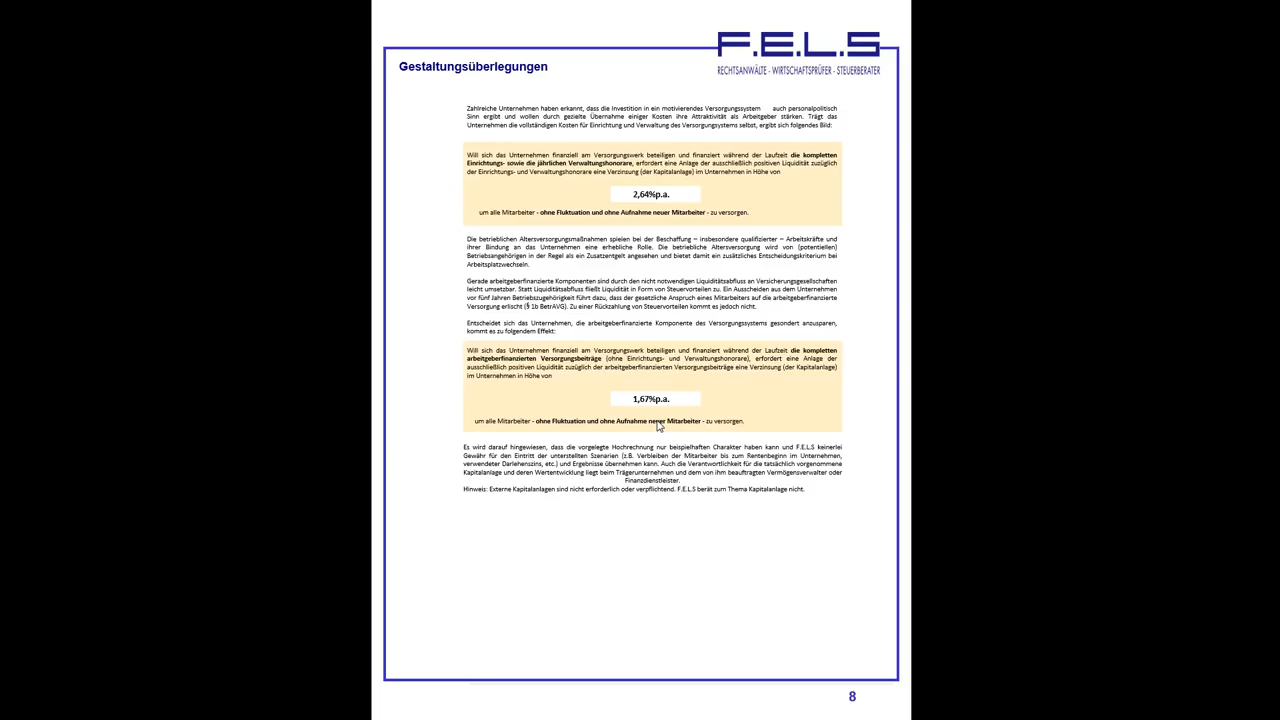 F.E.L.S
RECHTSANWÄLTE - WIRTSCHAFTSPRÜFER - STEUERBERATER
Gestaltungsüberlegungen
Zahlreiche Unternehmen haben erkannt, dass die Investition in ein motivierendes Versorgungssystem auch personalpolitisch
Sinn ergibt und wollen durch gezielte Übernahme einiger Kosten ihre Attraktivität als Arbeitgeber stärken. Trägt das
Unternehmen die vollständigen Kosten für Einrichtung und Verwaltung des Versorgungsystems selbst, ergibt sich folgendes Bild:
Will sich das Unternehmen finanziell am Versorgungswerk beteiligen und finanziert während der Laufzeit die kompletten
Einrichtungs- sowie die jährlichen Verwaltungshonorare, erfordert eine Anlage der ausschließlich positiven Liquidität zuzüglich
der Einrichtungs- und Verwaltungshonorare eine Verzinsung (der Kapitalanlage) im Unternehmen in Höhe von
2,64%p.a.
um alle Mitarbeiter - ohne Fluktuation und ohne Aufnahme neuer Mitarbeiter - zu versorgen.
Die betrieblichen Altersversorgungsmaßnahmen spielen bei der Beschaffung – insbesondere qualifizierter – Arbeitskräfte und
ihrer Bindung an das Unternehmen eine erhebliche Rolle. Die betriebliche Altersversorgung wird von (potentiellen)
Betriebsangehörigen in der Regel als ein Zusatzentgelt angesehen und bietet damit ein zusätzliches Entscheidungskriterium bei
Arbeitsplatzwechseln.
Gerade arbeitgeberfinanzierte Komponenten sind durch den nicht notwendigen Liquiditätsabfluss an Versicherungsgesellschaften
leicht umsetzbar. Statt Liquiditätsabfluss fließt Liquidität in Form von Steuervorteilen zu. Ein Ausscheiden aus dem Unternehmen
vor fünf Jahren Betriebszugehörigkeit führt dazu, dass der gesetzliche Anspruch eines Mitarbeiters auf die arbeitgeberfinanzierte
Versorgung erlischt (§ 1b BetrAVG). Zu einer Rückzahlung von Steuervorteilen kommt es jedoch nicht.
Entscheidet sich das Unternehmen, die arbeitgeberfinanzierte Komponente des Versorgungssystems gesondert anzusparen,
kommt es zu folgendem Effekt:
Will sich das Unternehmen finanziell am Versorgungswerk beteiligen und finanziert während der Laufzeit die kompletten
arbeitgeberfinanzierten Versorgungsbeiträge (ohne Einrichtungs- und Verwaltungshonorare), erfordert eine Anlage der
ausschließlich positiven Liquidität zuzüglich der arbeitgeberfinanzierten Versorgungsbeiträge eine Verzinsung (der Kapitalanlage)
im Unternehmen in Höhe von
1,67%p.a.
um alle Mitarbeiter - ohne Fluktuation und ohne Aufnahme neuer Mitarbeiter - zu versorgen.
Es wird darauf hingewiesen, dass die vorgelegte Hochrechnung nur beispielhaften Charakter haben kann und F.E.L.S keinerlei
Gewähr für den Eintritt der unterstellten Szenarien (z.B. Verbleiben der Mitarbeiter bis zum Rentenbeginn im Unternehmen,
verwendeter Darlehenszins, etc.) und Ergebnisse übernehmen kann. Auch die Verantwortlichkeit für die tatsächlich vorgenommene
Kapitalanlage und deren Wertentwicklung liegt beim Trägerunternehmen und dem von ihm beauftragten Vermögensverwalter oder
Finanzdienstleister.
Hinweis: Externe Kapitalanlagen sind nicht erforderlich oder verpflichtend. F.E.L.S berät zum Thema Kapitalanlage nicht.
8